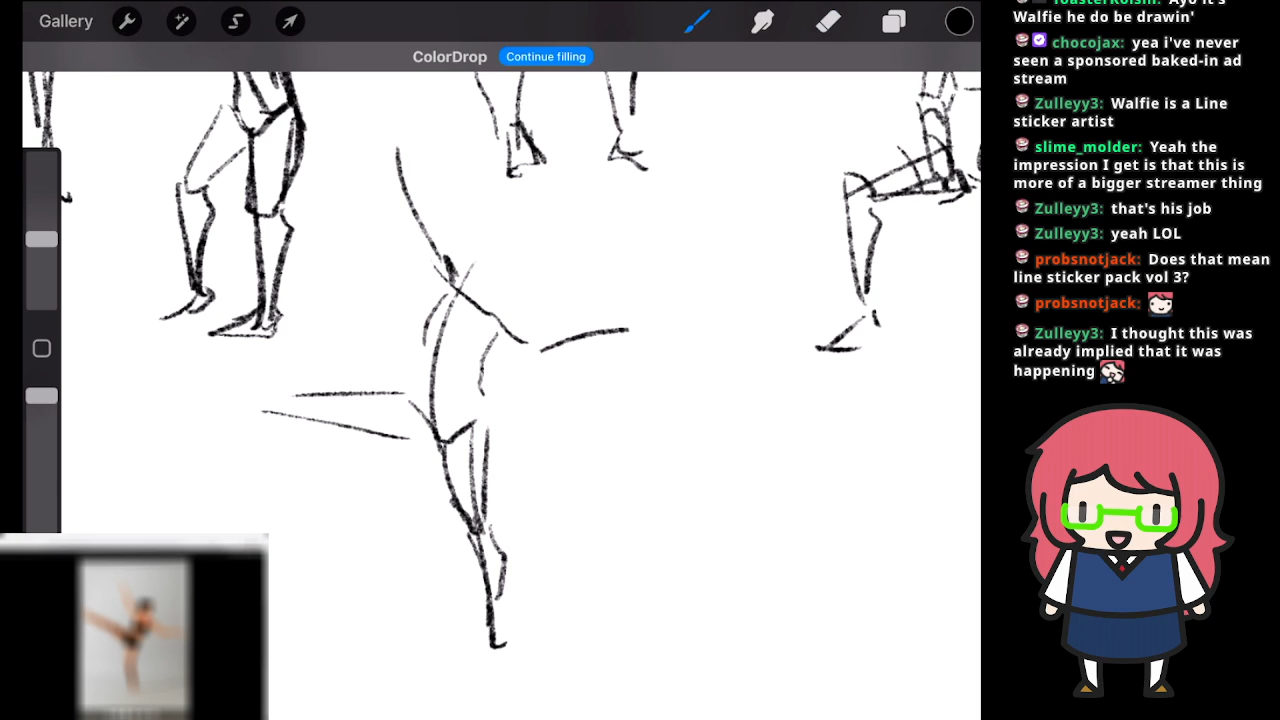 Gallery
ColorDrop Continue filling
ToasterRoishi: Ayo it's
Walfie he do be drawin'
chocojax: yea i've never
seen a sponsored baked-in ad
stream
Zulleyy3: Walfie is a Line
sticker artist
slime_molder: Yeah the
impression I get is that this is
more of a bigger streamer thing
Zulleyy3: that's his job
Zulleyy3: yeah LOL
probsnotjack: Does that mean
line sticker pack vol 3?
probsnotjack:
Zulleyy3: I thought this was
already implied that it was
happening